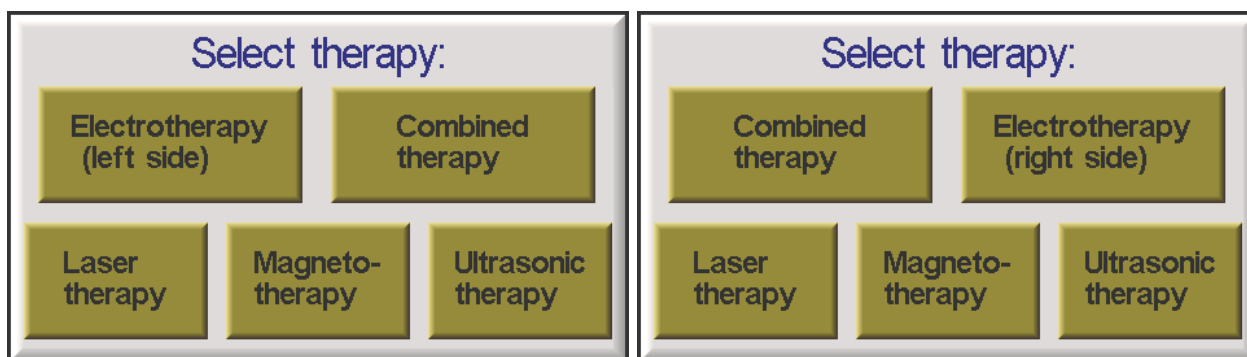 Select therapy:
Electrotherapy
(left side)
Combined
therapy
Laser
therapy
Magneto-
therapy
Ultrasonic
therapy
Select therapy:
Combined
therapy
Electrotherapy
(right side)
Laser
therapy
Magneto-
therapy
Ultrasonic
therapy